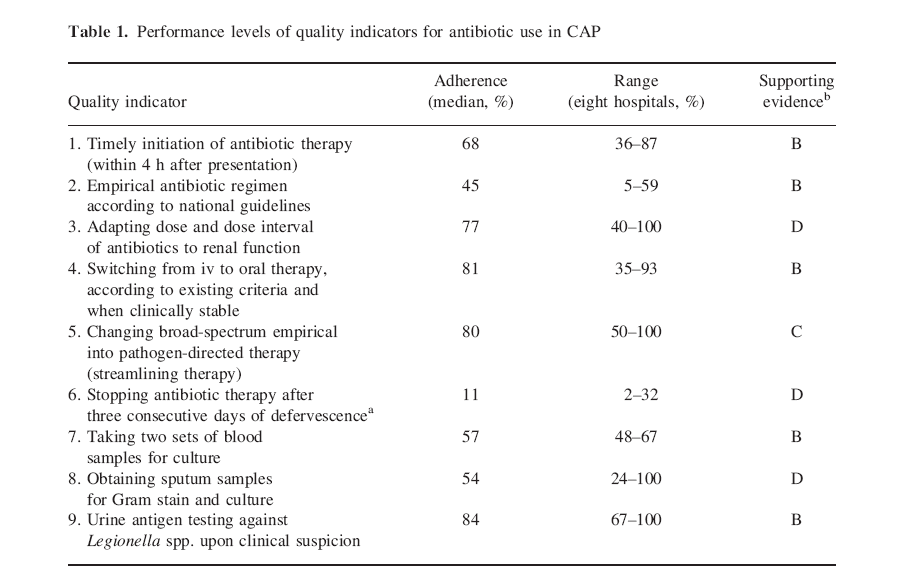 Table 1. Performance levels of quality indicators for antibiotic use in CAP
Quality indicator Adherence (median, %) Range (eight hospitals, %) Supporting evidenceb
1. Timely initiation of antibiotic therapy 68 36–87 B
(within 4 h after presentation)
2. Empirical antibiotic regimen 45 5–59 B
according to national guidelines
3. Adapting dose and dose interval 77 40–100 D
of antibiotics to renal function
4. Switching from iv to oral therapy, 81 35–93 B
according to existing criteria and
when clinically stable
5. Changing broad-spectrum empirical 80 50–100 C
into pathogen-directed therapy
(streamlining therapy)
6. Stopping antibiotic therapy after 11 2–32 D
three consecutive days of defervescencea
7. Taking two sets of blood 57 48–67 B
samples for culture
8. Obtaining sputum samples 54 24–100 D
for Gram stain and culture
9. Urine antigen testing against 84 67–100 B
Legionella spp. upon clinical suspicion